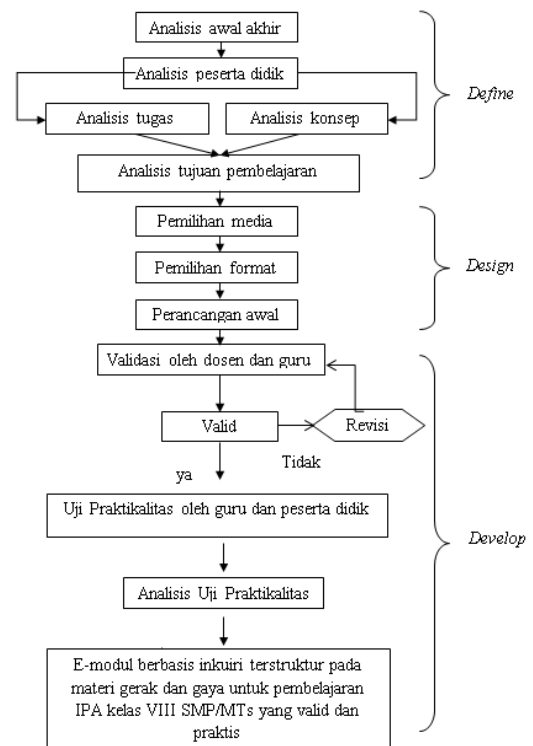 Analisis awal akhir
Analisis peserta didik
Define
Analisis tugas
Analisis konsep
Analisis tujuan pembelajaran
Pemilihan media
Pemilihan format
Design
Perancangan awal
Validasi oleh dosen dan guru
Valid
Revisi
Tidak
ya
Uji Praktikalitas oleh guru dan peserta didik
Develop
Analisis Uji Praktikalitas
E-modul berbasis inkuiri terstruktur pada
materi gerak dan gaya untuk pembelajaran
IPA kelas VIII SMP/MTs yang valid dan
praktis